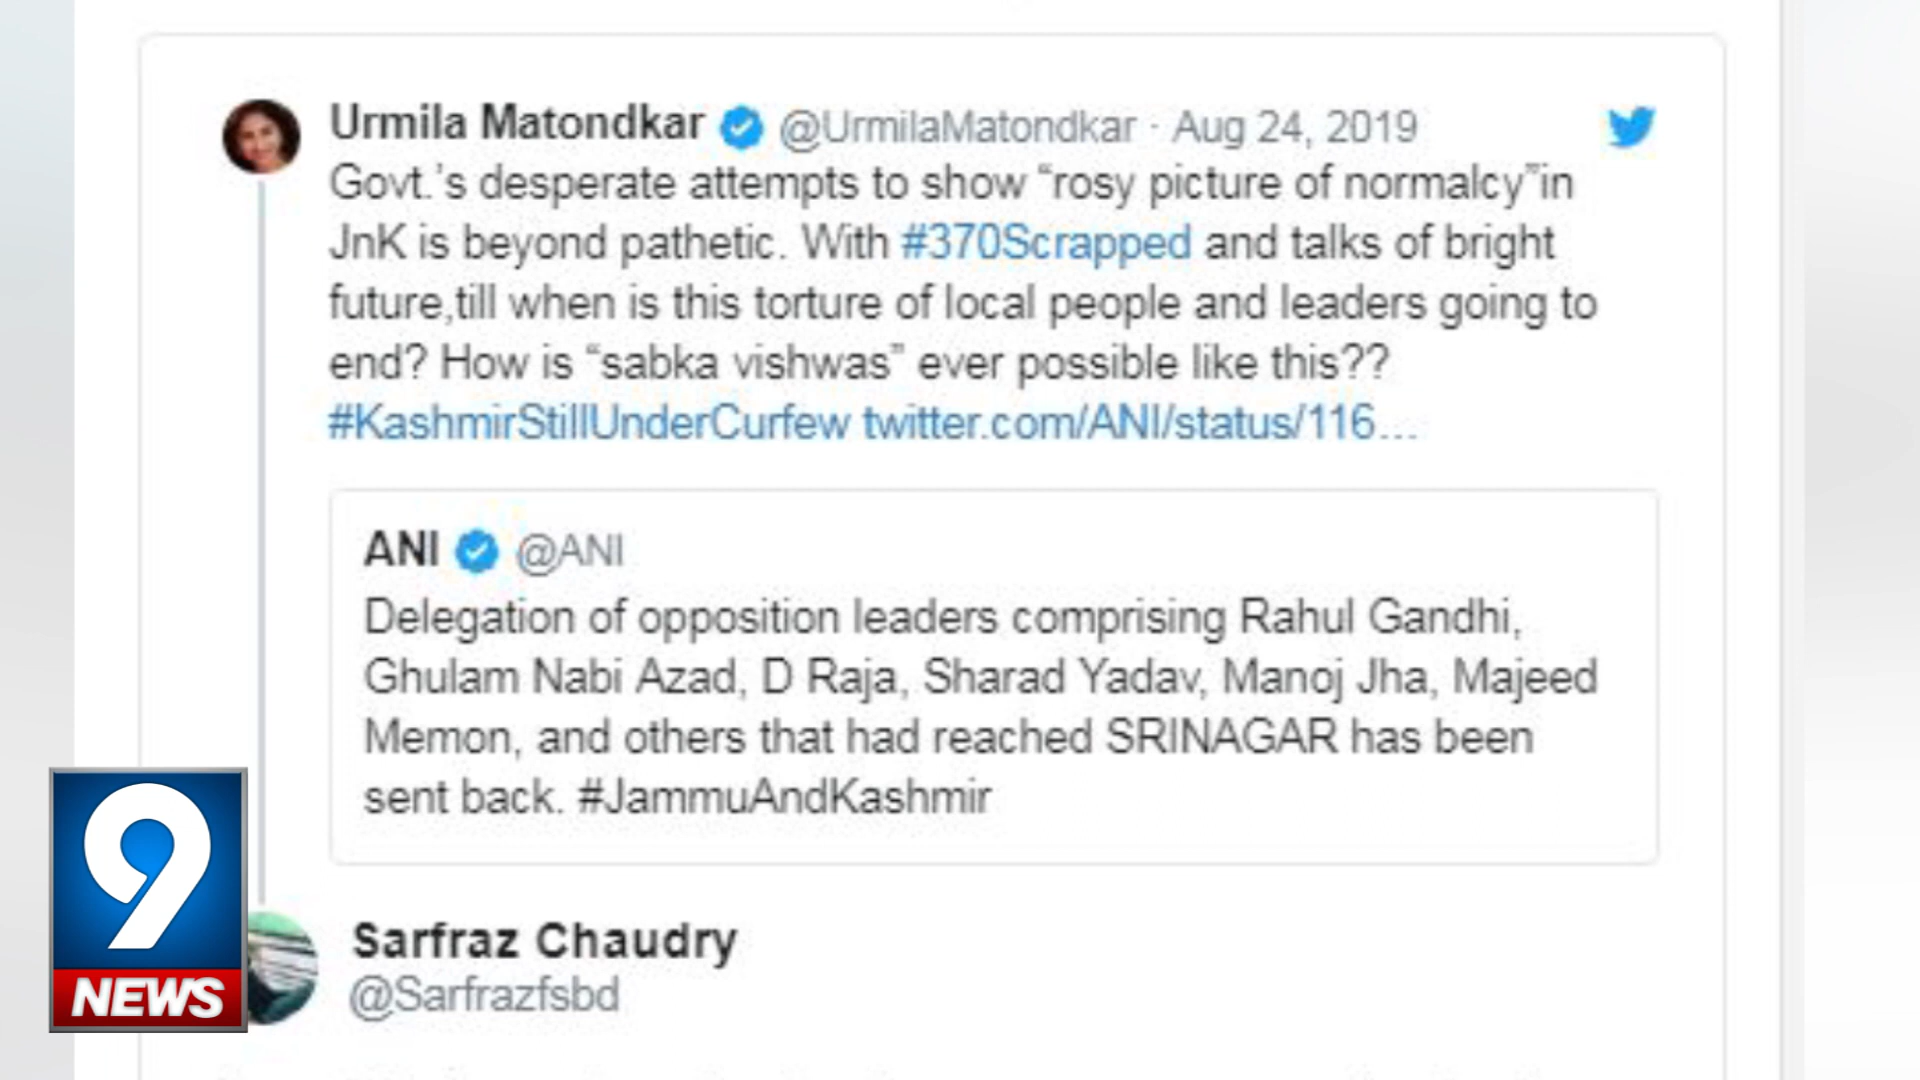 Urmila Matondkar @UrmilaMatondkar · Aug 24, 2019
Govt.'s desperate attempts to show “rosy picture of normalcy”in
JnK is beyond pathetic. With #370Scrapped and talks of bright
future,till when is this torture of local people and leaders going to
end? How is “sabka vishwas” ever possible like this??
#KashmirStillUnderCurfew twitter.com/ANI/status/116…
ANI @ANI
Delegation of opposition leaders comprising Rahul Gandhi,
Ghulam Nabi Azad, D Raja, Sharad Yadav, Manoj Jha, Majeed
Memon, and others that had reached SRINAGAR has been
sent back. #JammuAndKashmir
Sarfraz Chaudry
@Sarfrazfsbd
9
NEWS